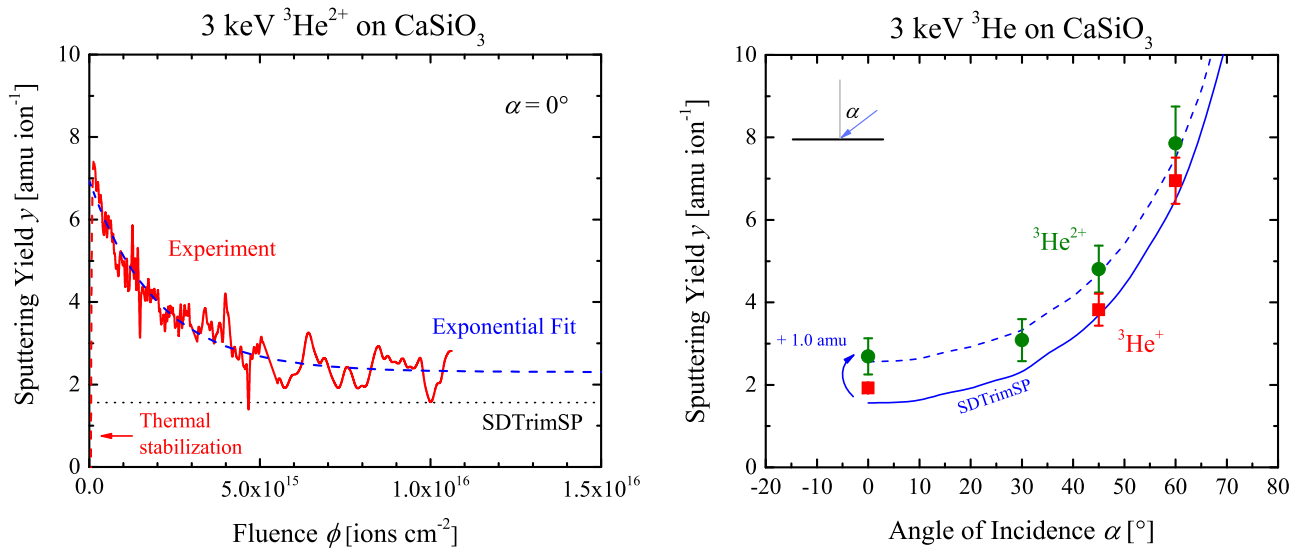 3 keV ³He²⁺ on CaSiO₃
Sputtering Yield y [amu ion⁻¹]
10
8
6
4
2
0
α = 0°
Experiment
Exponential Fit
SDTrimSP
Thermal
stabilization
0.0
5.0x10¹⁵
1.0x10¹⁶
1.5x10¹⁶
Fluence ϕ [ions cm⁻²]
3 keV ³He on CaSiO₃
Sputtering Yield y [amu ion⁻¹]
10
8
6
4
2
0
α
³He²⁺
+ 1.0 amu
³He⁺
SDTrimSP
-20
-10
0
10
20
30
40
50
60
70
80
Angle of Incidence α [°]